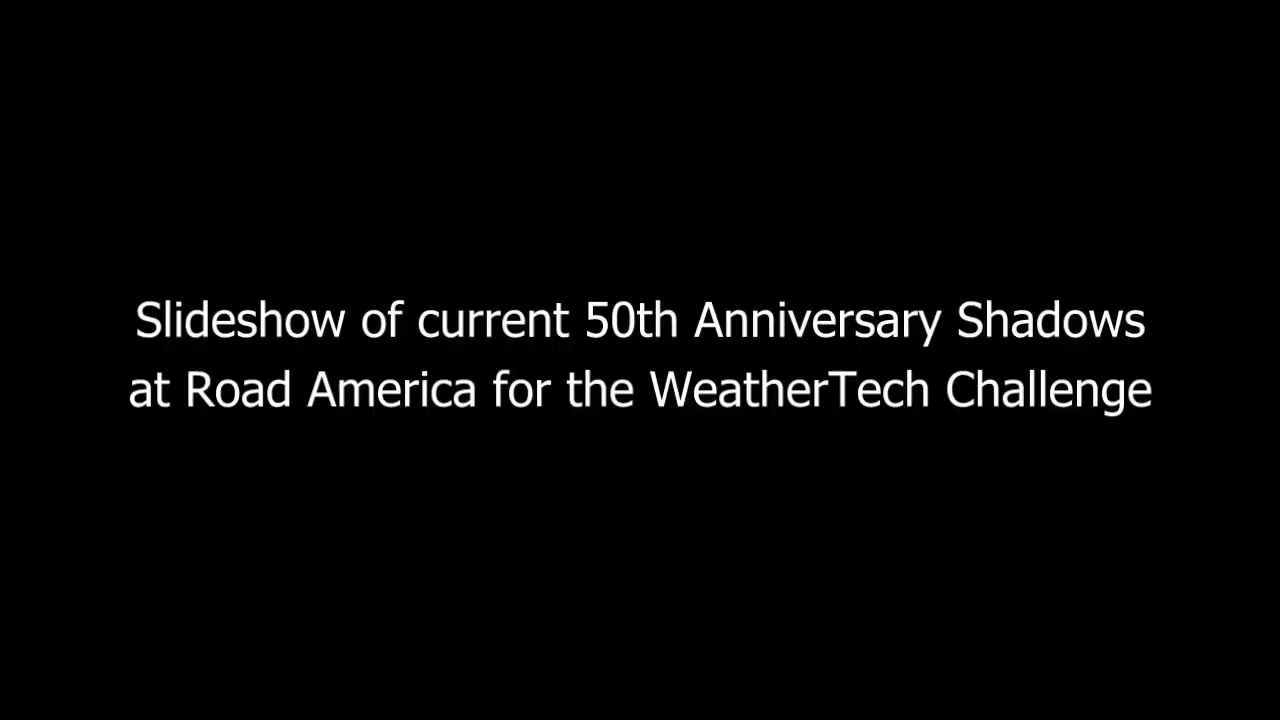 Slideshow of current 50th Anniversary Shadows
at Road America for the WeatherTech Challenge